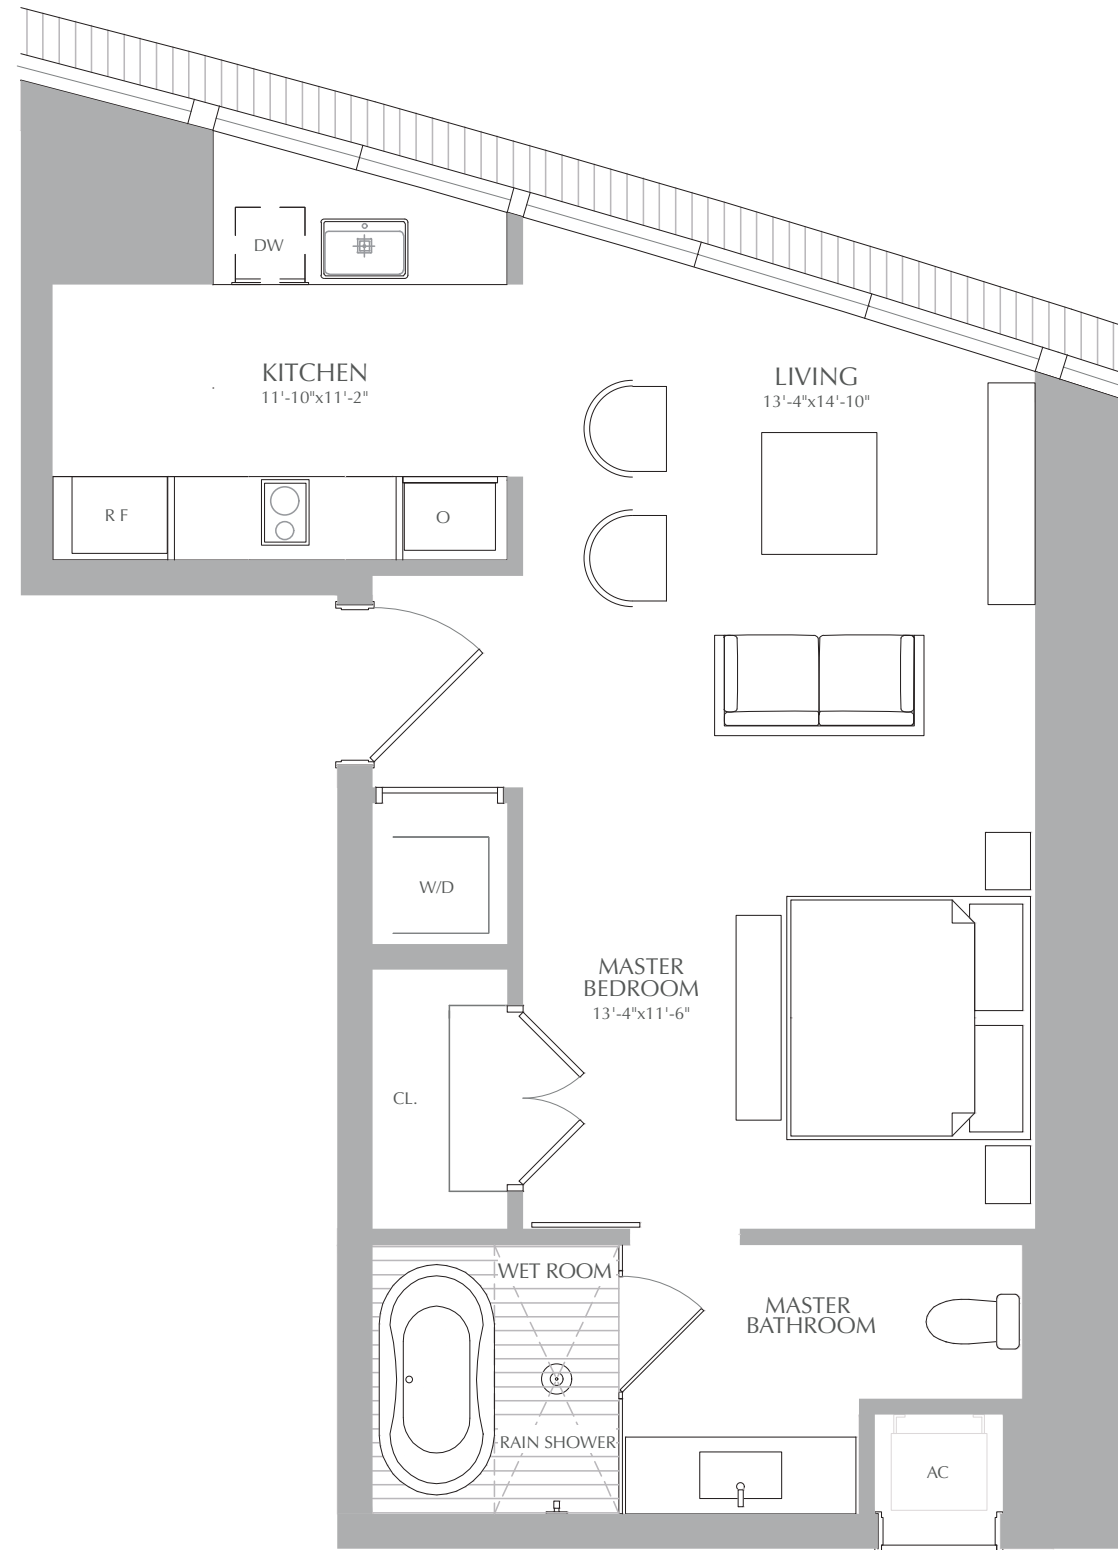 DW
KITCHEN
11'-10"x11'-2"
LIVING
13'-4"x14'-10"
R F
O
W/D
MASTER
BEDROOM
13'-4"x11'-6"
CL.
WET ROOM
MASTER
BATHROOM
RAIN SHOWER
AC